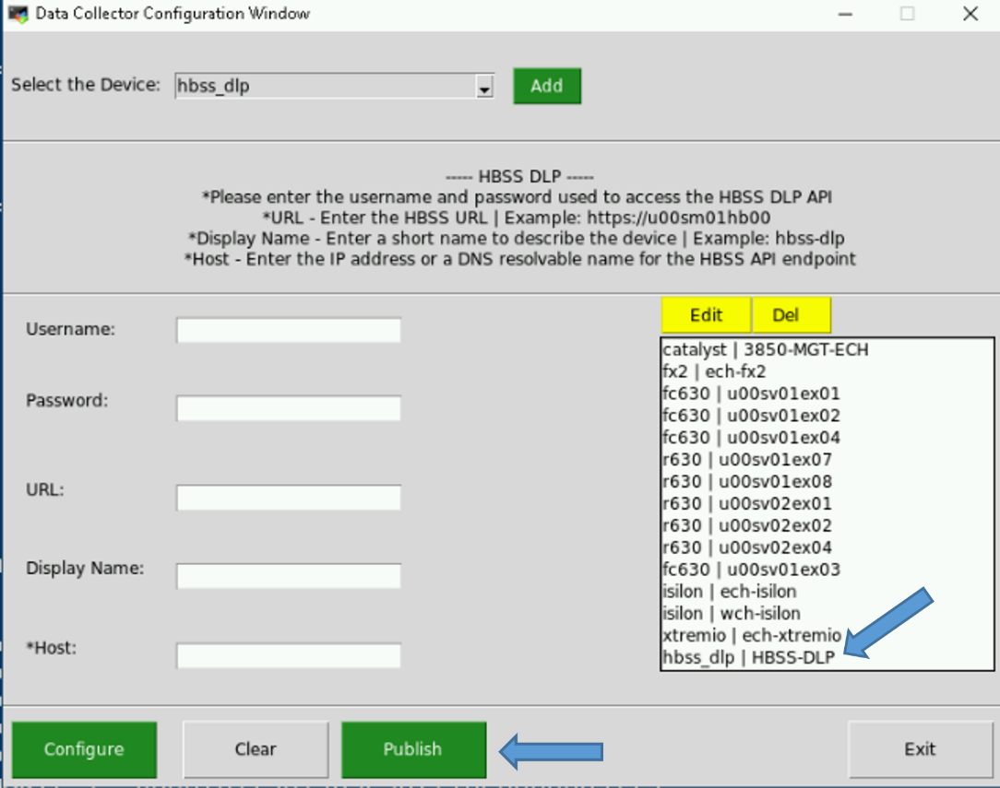 Data Collector Configuration Window
Select the Device: hbss_dlp Add
----- HBSS DLP -----
*Please enter the username and password used to access the HBSS DLP API
*URL - Enter the HBSS URL | Example: https://u00sm01hb00
*Display Name - Enter a short name to describe the device | Example: hbss-dlp
*Host - Enter the IP address or a DNS resolvable name for the HBSS API endpoint
Username:
Password:
URL:
Display Name:
*Host:
Edit Del
catalyst | 3850-MGT-ECH
fx2 | ech-fx2
fc630 | u00sv01ex01
fc630 | u00sv01ex02
fc630 | u00sv01ex04
r630 | u00sv01ex07
r630 | u00sv01ex08
r630 | u00sv02ex01
r630 | u00sv02ex02
r630 | u00sv02ex04
fc630 | u00sv01ex03
isilon | ech-isilon
isilon | wch-isilon
xtremio | ech-xtremio
hbss_dlp | HBSS-DLP
Configure Clear Publish Exit